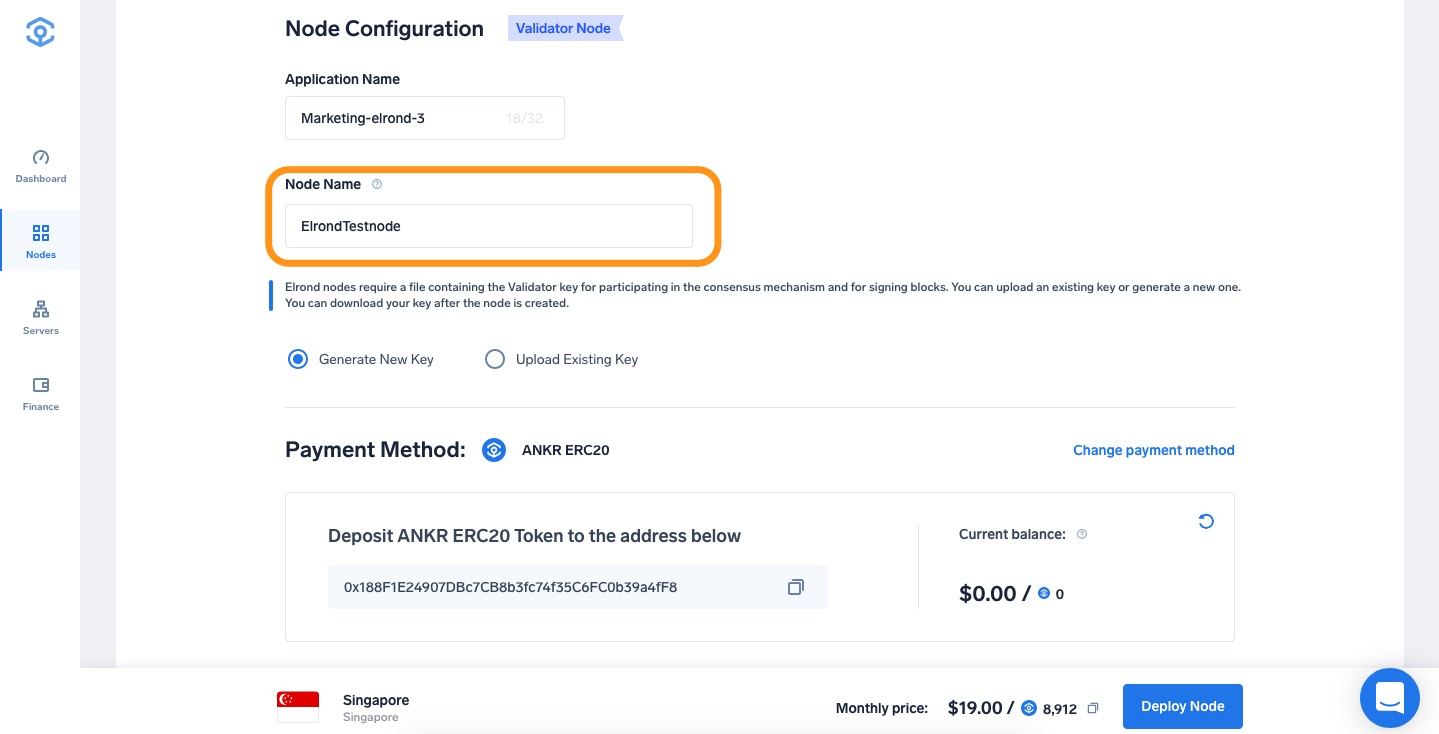 Node Configuration
Validator Node
Application Name
Marketing-elrond-3
18/32
Dashboard
Node Name
ElrondTestnode
Nodes
Elrond nodes require a file containing the Validator key for participating in the consensus mechanism and for signing blocks. You can upload an existing key or generate a new one.
You can download your key after the node is created.
Servers
Generate New Key
Upload Existing Key
Finance
Payment Method:
ANKR ERC20
Change payment method
Deposit ANKR ERC20 Token to the address below
Current balance:
0x188F1E24907DBc7CB8b3fc74f35C6FC0b39a4fF8
$0.00 / 0
Singapore
Singapore
Monthly price:
$19.00 / 8,912
Deploy Node